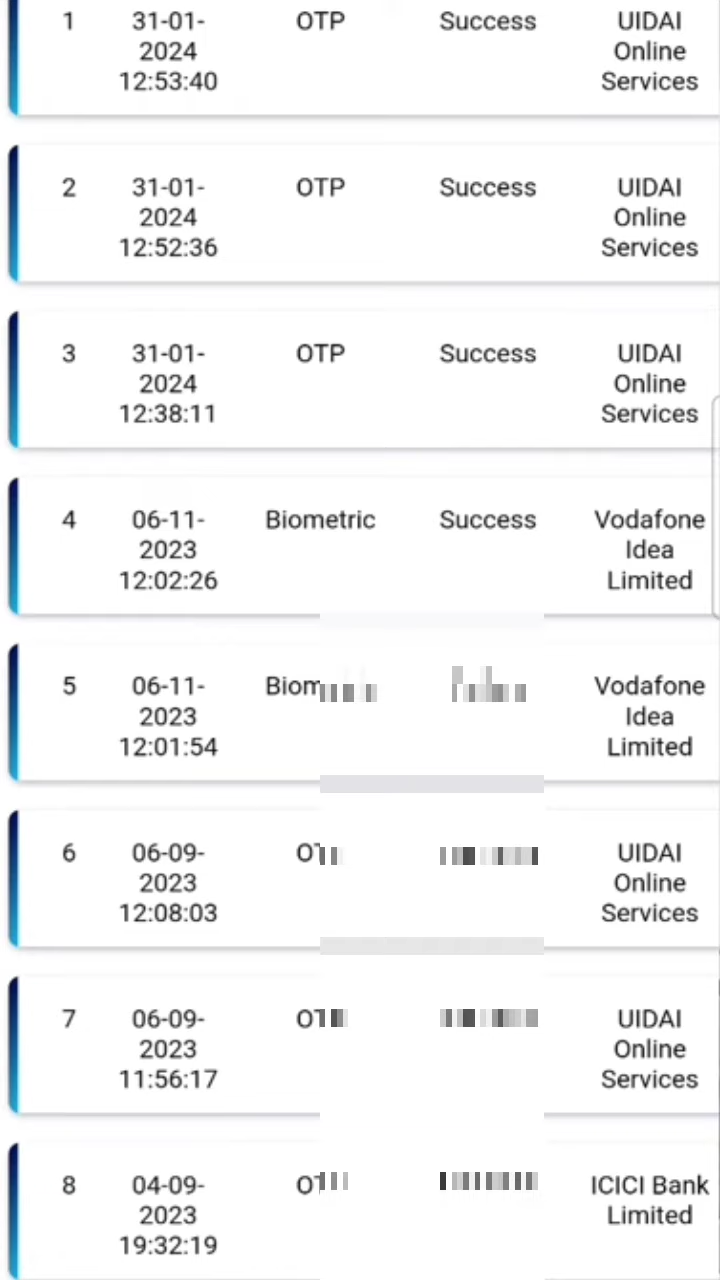 1 31-01- OTP Success UIDAI
2024 Online
12:53:40 Services
2 31-01- OTP Success UIDAI
2024 Online
12:52:36 Services
3 31-01- OTP Success UIDAI
2024 Online
12:38:11 Services
4 06-11- Biometric Success Vodafone
2023 Idea
12:02:26 Limited
5 06-11- Vodafone
2023 Idea
12:01:54 Limited
6 06-09- UIDAI
2023 Online
12:08:03 Services
7 06-09- UIDAI
2023 Online
11:56:17 Services
8 04-09- ICICI Bank
2023 Limited
19:32:19